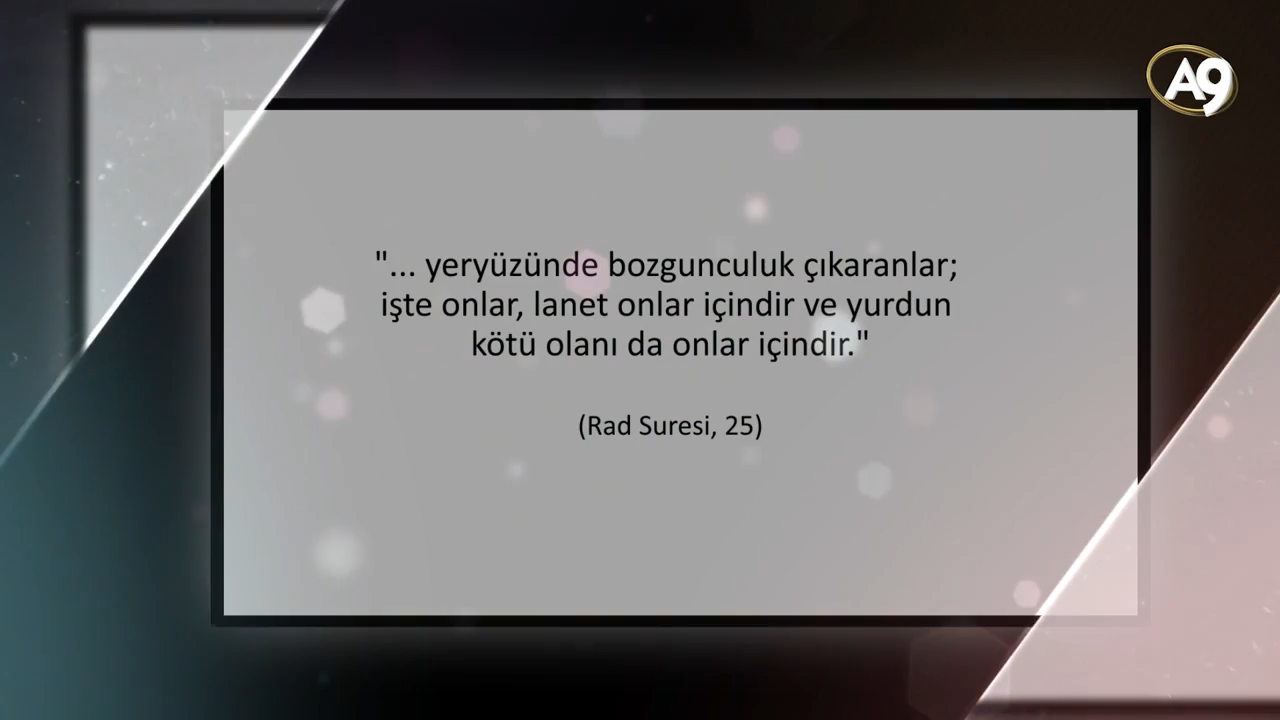 A9
"... yeryüzünde bozgunculuk çıkaranlar;
işte onlar, lanet onlar içindir ve yurdun
kötü olanı da onlar içindir."
(Rad Suresi, 25)